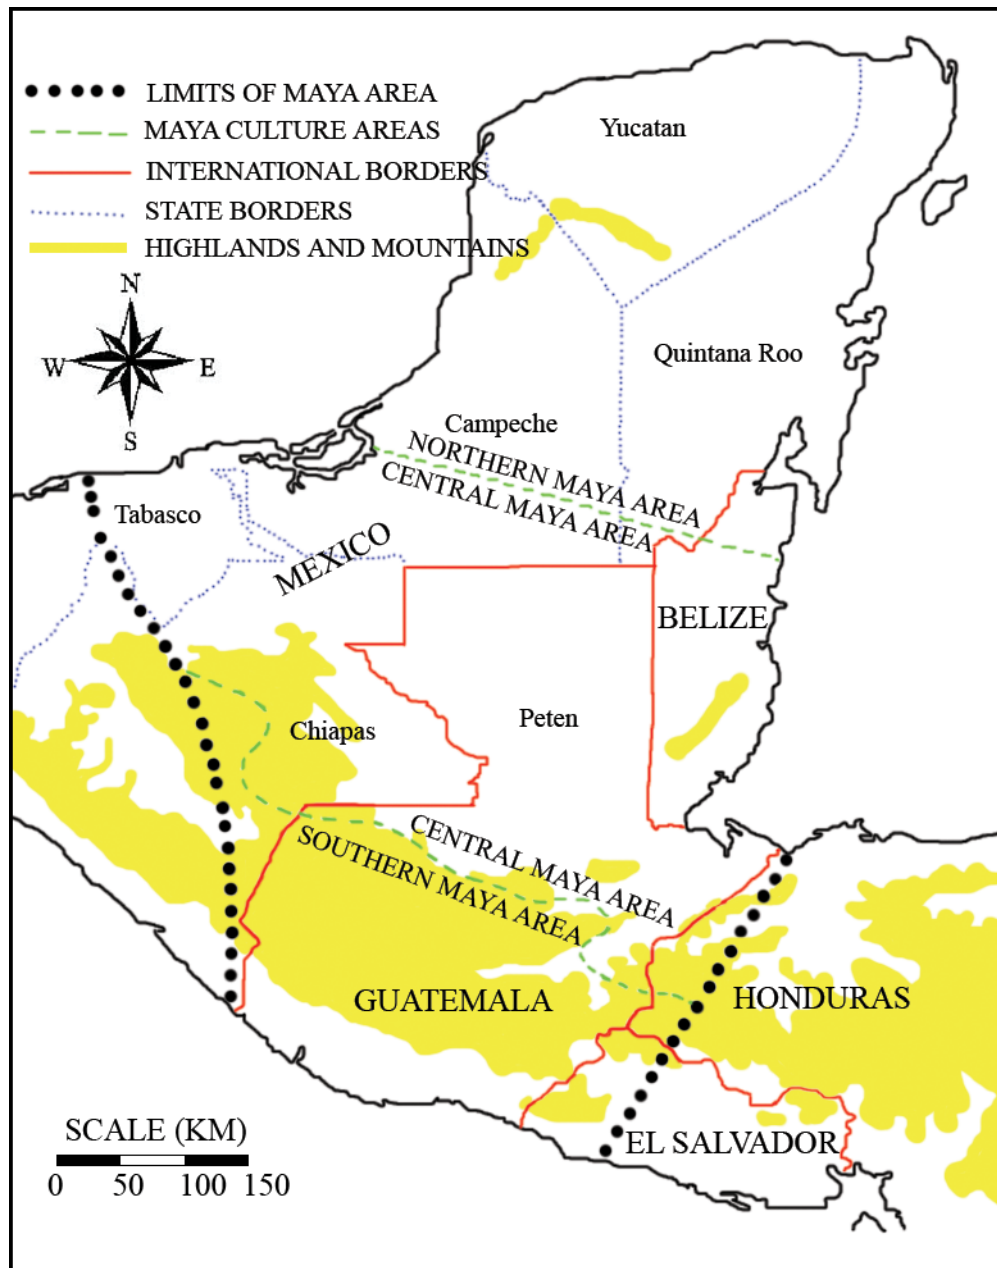 LIMITS OF MAYA AREA
MAYA CULTURE AREAS
INTERNATIONAL BORDERS
STATE BORDERS
HIGHLANDS AND MOUNTAINS
N
W
E
S
Yucatan
Quintana Roo
Campeche
NORTHERN MAYA AREA
CENTRAL MAYA AREA
Tabasco
MEXICO
BELIZE
Peten
Chiapas
CENTRAL MAYA AREA
SOUTHERN MAYA AREA
GUATEMALA
HONDURAS
EL SALVADOR
SCALE (KM)
0 50 100 150